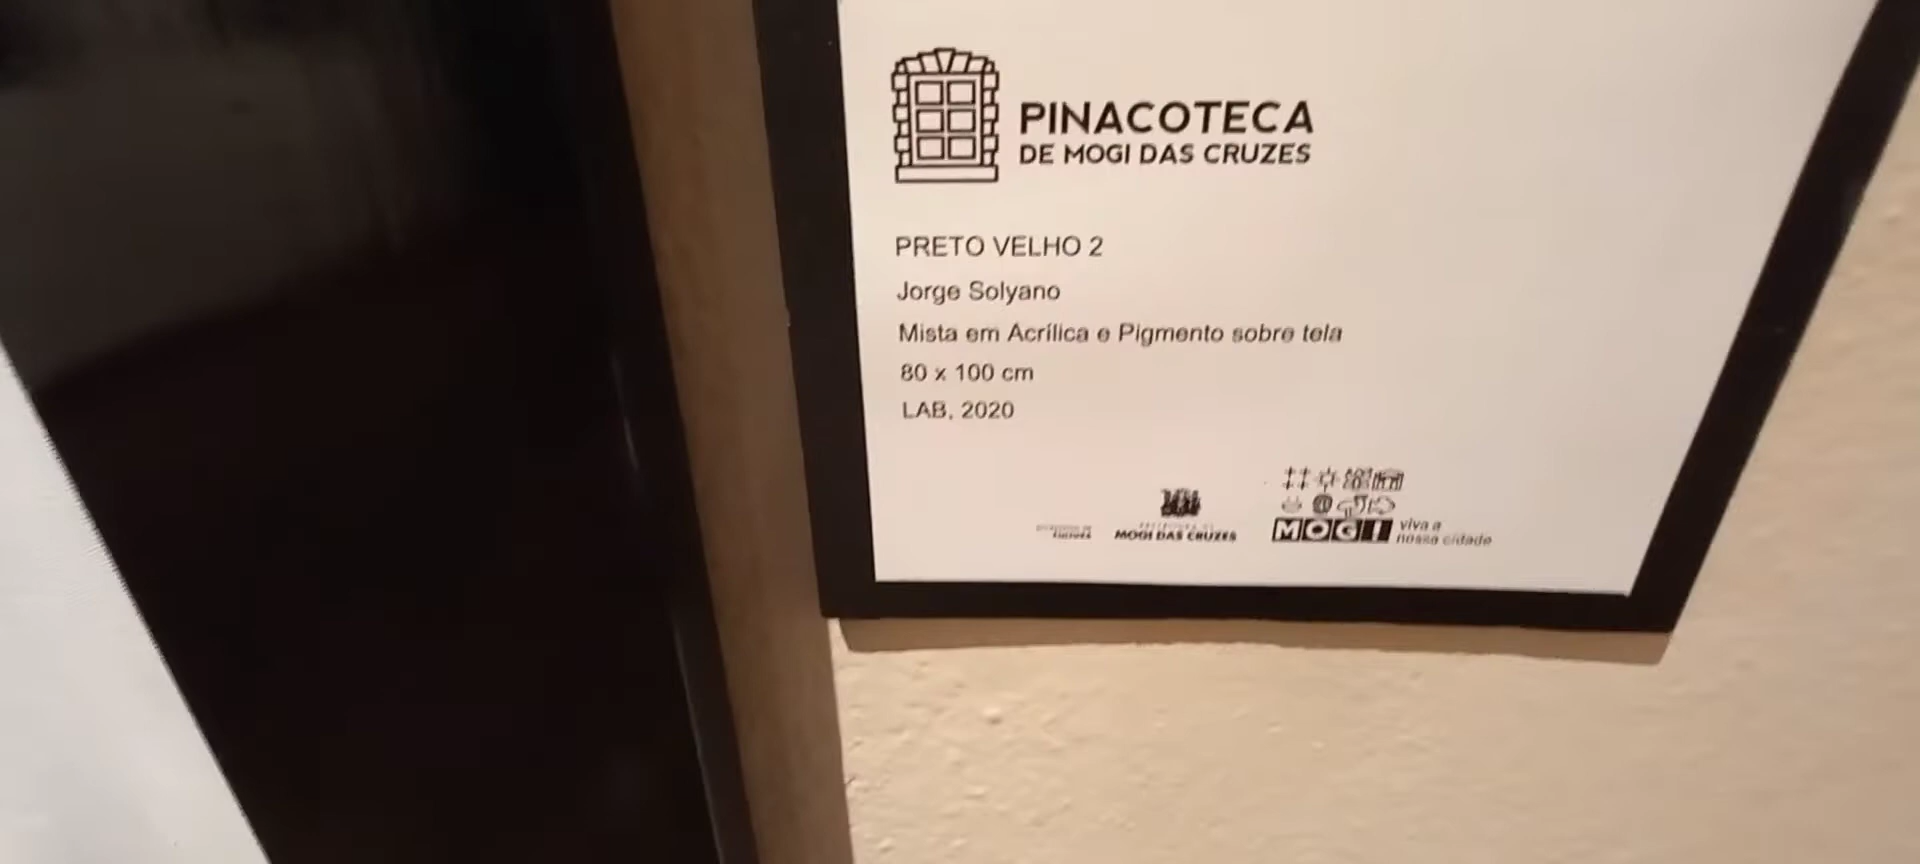 PINACOTECA
DE MOGI DAS CRUZES
PRETO VELHO 2
Jorge Solyano
Mista em Acrílica e Pigmento sobre tela
80 x 100 cm
LAB, 2020
CULTURA
MOGI DAS CRUZES
MOGI
viva a
nossa cidade